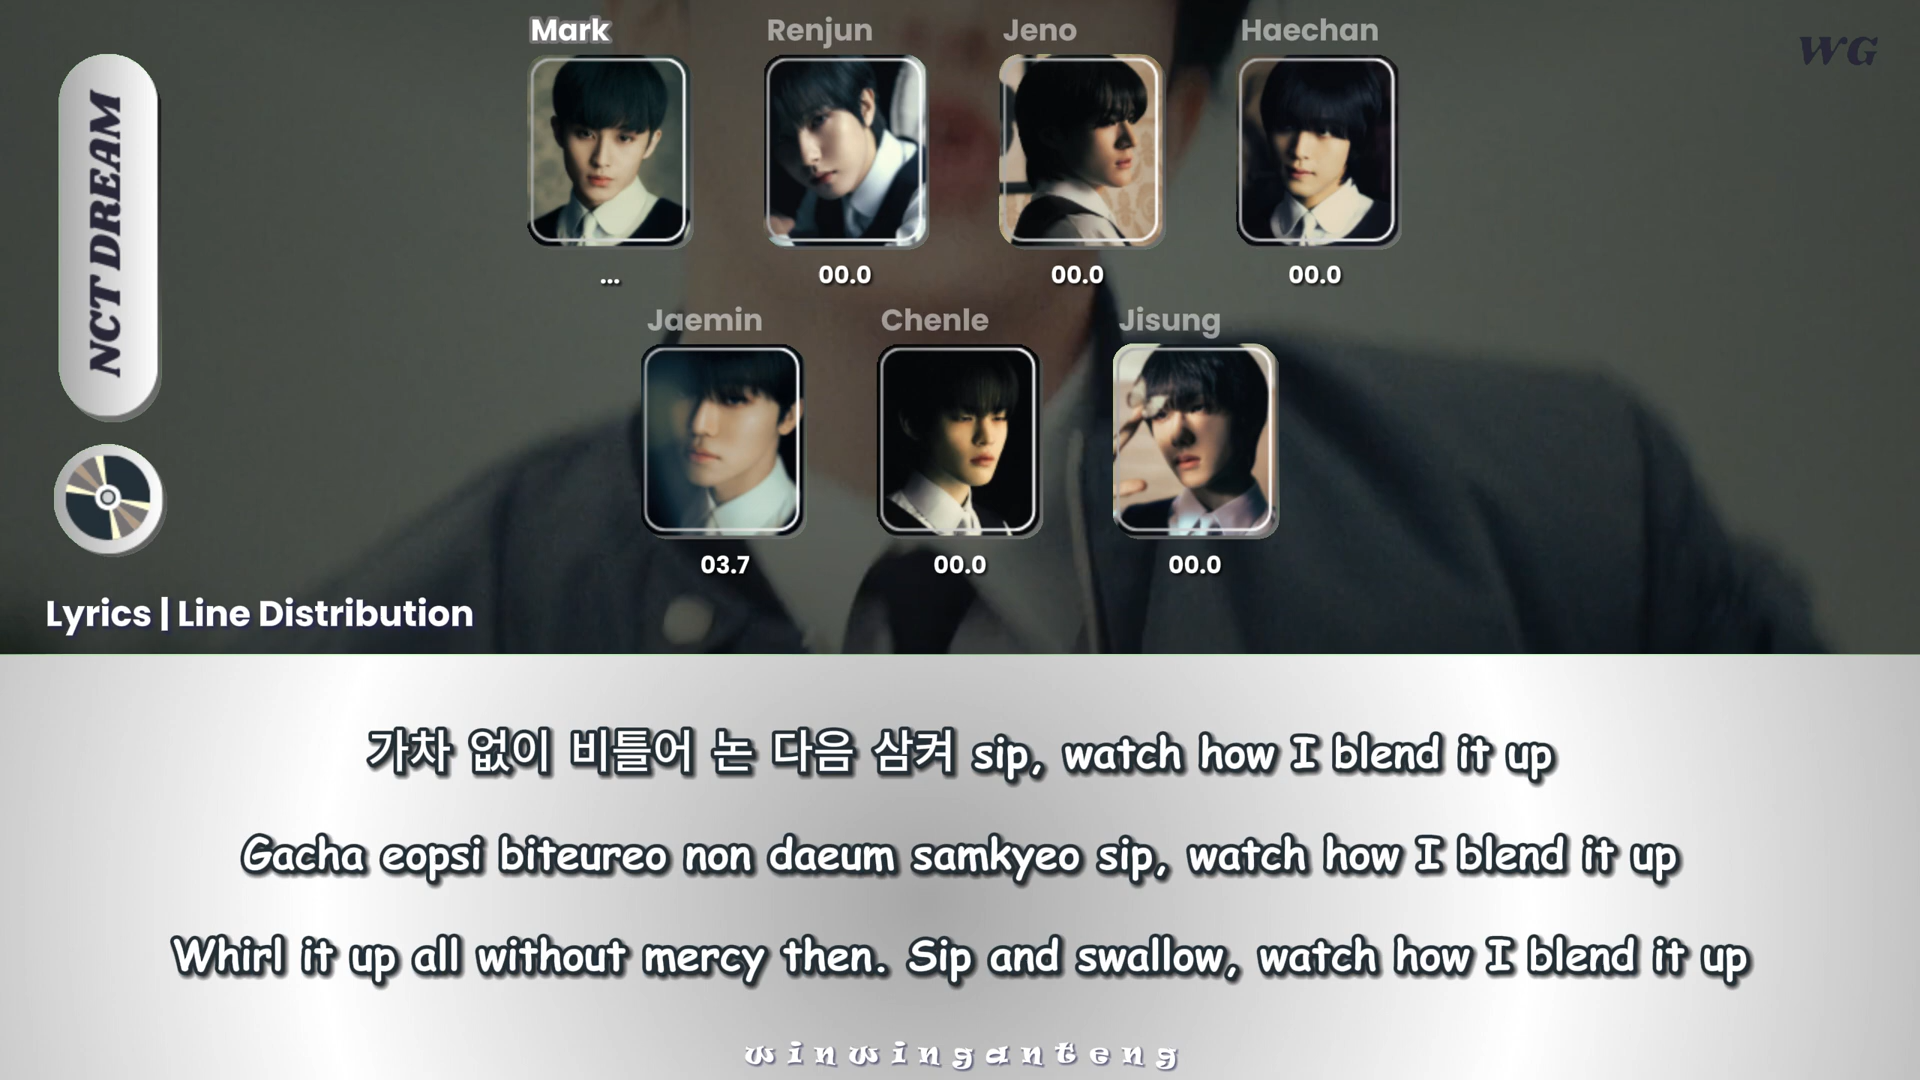 Mark Renjun Jeno Haechan
WG
NCT DREAM
... 00.0 00.0 00.0
Jaemin Chenle Jisung
03.7 00.0 00.0
Lyrics | Line Distribution
가차 없이 비틀어 논 다음 삼켜 sip, watch how I blend it up
Gacha eopsi biteureo non daeum samkyeo sip, watch how I blend it up
Whirl it up all without mercy then. Sip and swallow, watch how I blend it up
winwinganteng